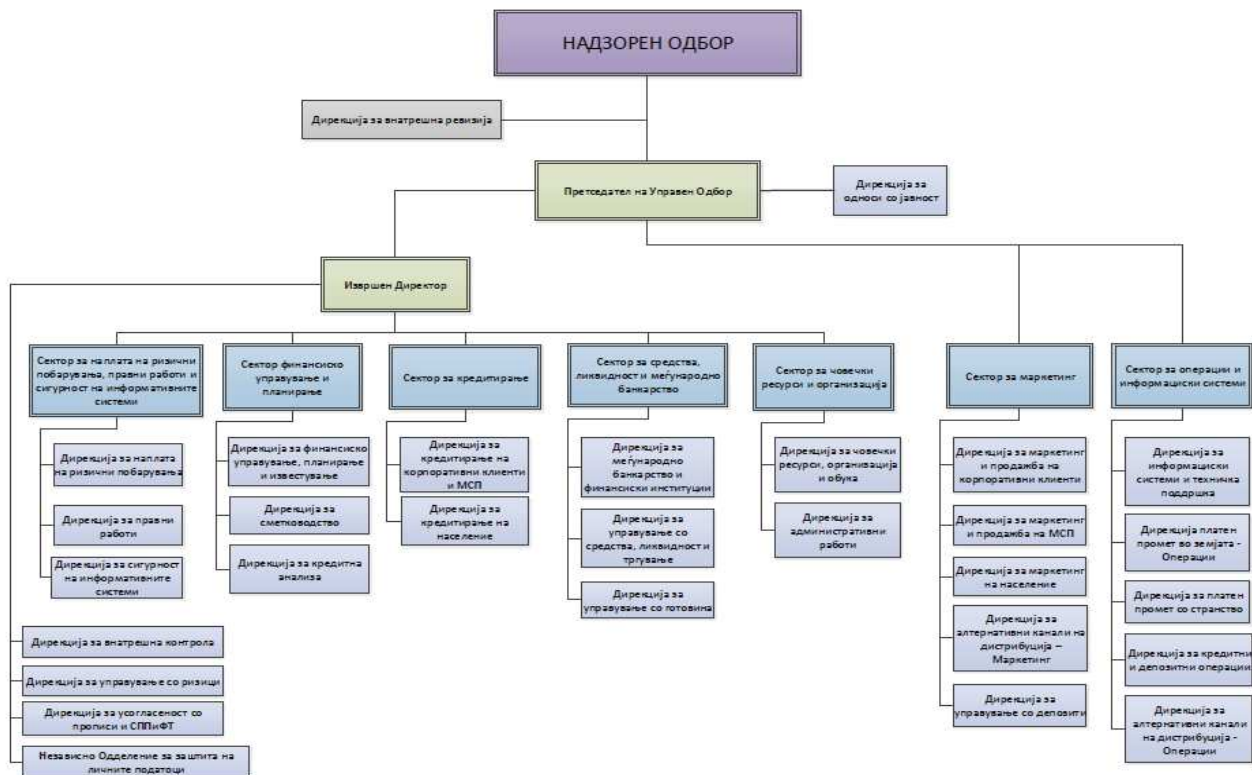 НАДЗОРЕН ОДБОР
Дирекција за внатрешна ревизија
Претседател на Управен Одбор
Дирекција за
односи со јавност
Извршен Директор
Сектор за наплата на ризични
побарувања, правни работи и
сигурност на информативните
системи
Сектор финансиско
управување и
планирање
Сектор за кредитирање
Сектор за средства,
ликвидност и меѓународно
банкарство
Сектор за човечки
ресурси и организација
Сектор за маркетинг
Сектор за операции и
информациски системи
Дирекција за наплата
на ризични побарувања
Дирекција за правни
работи
Дирекција за сигурност
на информативните
системи
Дирекција за финансиско
управување, планирање
и известување
Дирекција за
сметководство
Дирекција за кредитна
анализа
Дирекција за
кредитирање на
корпоративни клиенти
и МСП
Дирекција за
кредитирање на
население
Дирекција за
меѓународно
банкарство и
финансиски институции
Дирекција за
управување со
средства, ликвидност и
тргување
Дирекција за
управување со готовина
Дирекција за човечки
ресурси, организација
и обука
Дирекција за
административни
работи
Дирекција за маркетинг
и продажба на
корпоративни клиенти
Дирекција за маркетинг
и продажба на МСП
Дирекција за маркетинг
на население
Дирекција за
алтернативни канали на
дистрибуција –
Маркетинг
Дирекција за
управување со депозити
Дирекција за
информациски
системи и техничка
поддршка
Дирекција платен
промет во земјата -
Операции
Дирекција за платен
промет со странство
Дирекција за кредитни
и депозитни операции
Дирекција за
алтернативни канали
на дистрибуција -
Операции
Дирекција за внатрешна контрола
Дирекција за управување со ризици
Дирекција за усогласеност со
прописи и СППиФТ
Независно Одделение за заштита на
личните податоци